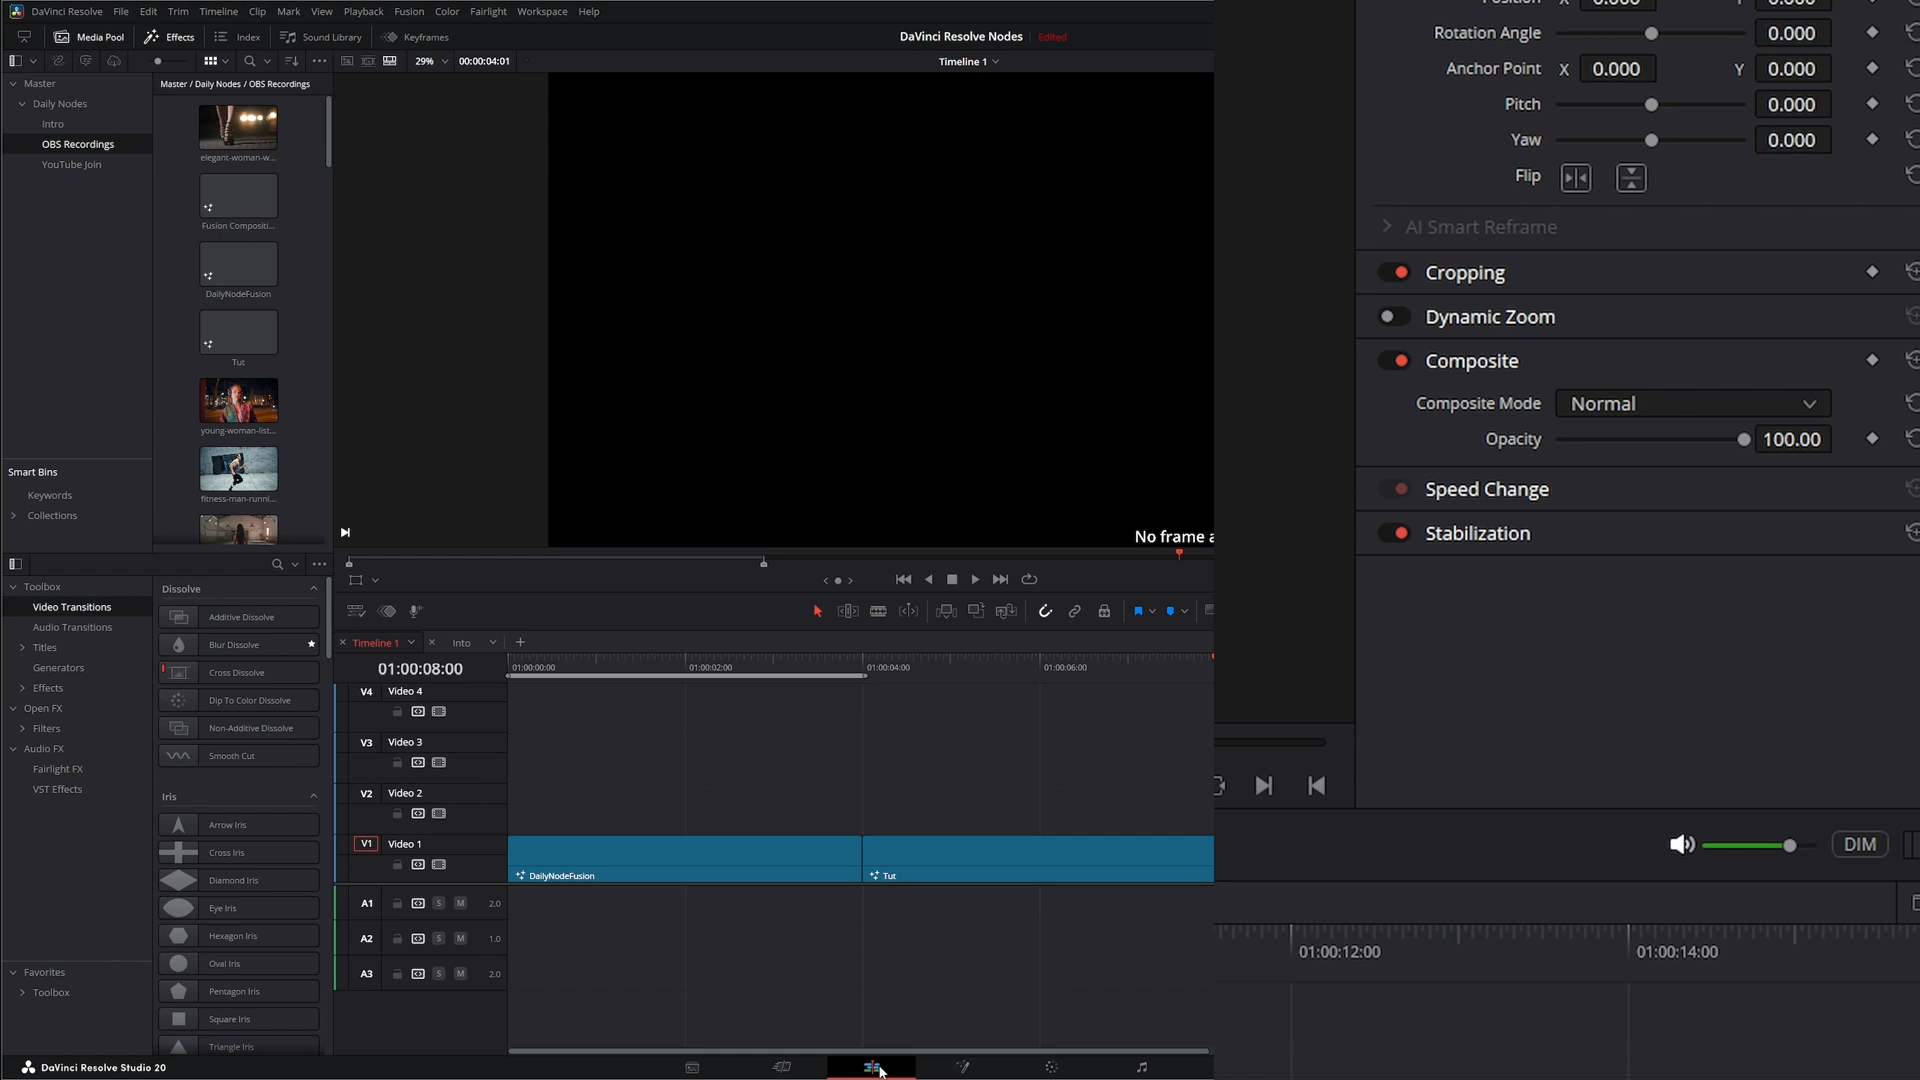 DaVinci Resolve File Edit Trim Timeline Clip Mark View Playback Fusion Color Fairlight Workspace Help
Media Pool Effects Index Sound Library Keyframes
DaVinci Resolve Nodes Edited
29% 00:00:04:01
Timeline 1
Master
Daily Nodes
Intro
OBS Recordings
YouTube Join
Smart Bins
Keywords
Collections
Master / Daily Nodes / OBS Recordings
elegant-woman-w...
Fusion Compositi...
DailyNodeFusion
Tut
young-woman-list...
fitness-man-runni...
No frame a
Toolbox
Video Transitions
Audio Transitions
Titles
Generators
Effects
Open FX
Filters
Audio FX
Fairlight FX
VST Effects
Favorites
Toolbox
Dissolve
Additive Dissolve
Blur Dissolve
Cross Dissolve
Dip To Color Dissolve
Non-Additive Dissolve
Smooth Cut
Iris
Arrow Iris
Cross Iris
Diamond Iris
Eye Iris
Hexagon Iris
Oval Iris
Pentagon Iris
Square Iris
Triangle Iris
Timeline 1 Into
01:00:08:00
01:00:00:00 01:00:02:00 01:00:04:00 01:00:06:00
V4 Video 4
V3 Video 3
V2 Video 2
V1 Video 1
DailyNodeFusion Tut
A1 S M 2.0
A2 S M 1.0
A3 S M 2.0
DaVinci Resolve Studio 20
Position X 0.000 Y 0.000
Rotation Angle 0.000
Anchor Point X 0.000 Y 0.000
Pitch 0.000
Yaw 0.000
Flip
AI Smart Reframe
Cropping
Dynamic Zoom
Composite
Composite Mode Normal
Opacity 100.00
Speed Change
Stabilization
DIM
01:00:12:00 01:00:14:00